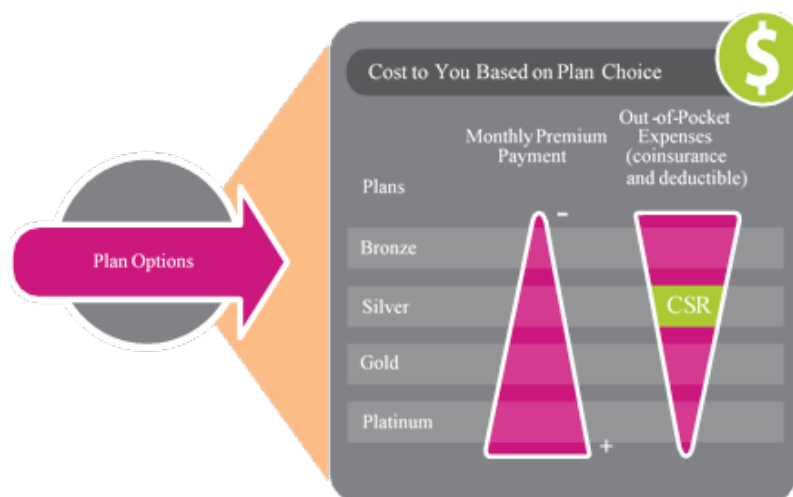 $
Cost to You Based on Plan Choice
Out -of-Pocket
Expenses
(coinsurance
and deductible)
Monthly Premium
Payment
Plans
-
Bronze
Plan Options
Silver
CSR
Gold
Platinum
+